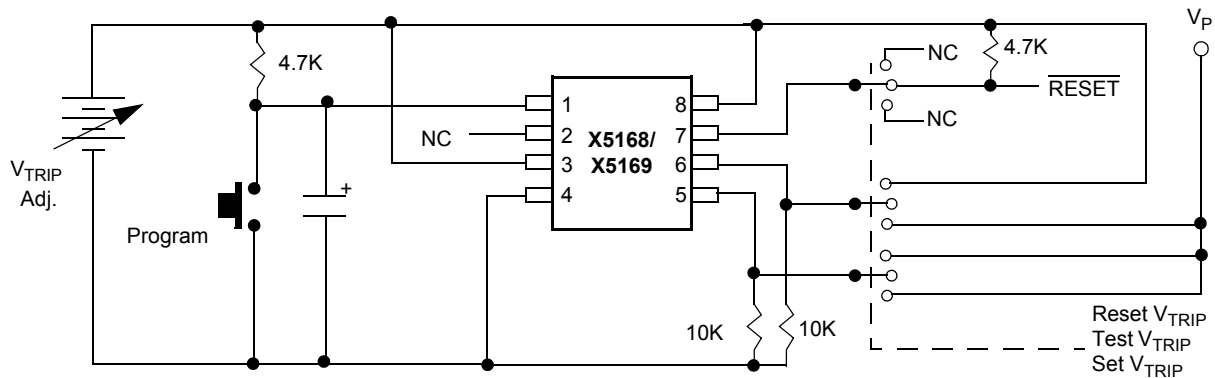 V_P
4.7K
NC
4.7K
RESET
NC
1
8
2
7
3
6
4
5
X5168/
X5169
NC
V_TRIP
Adj.
+
Program
10K
10K
Reset V_TRIP
Test V_TRIP
Set V_TRIP